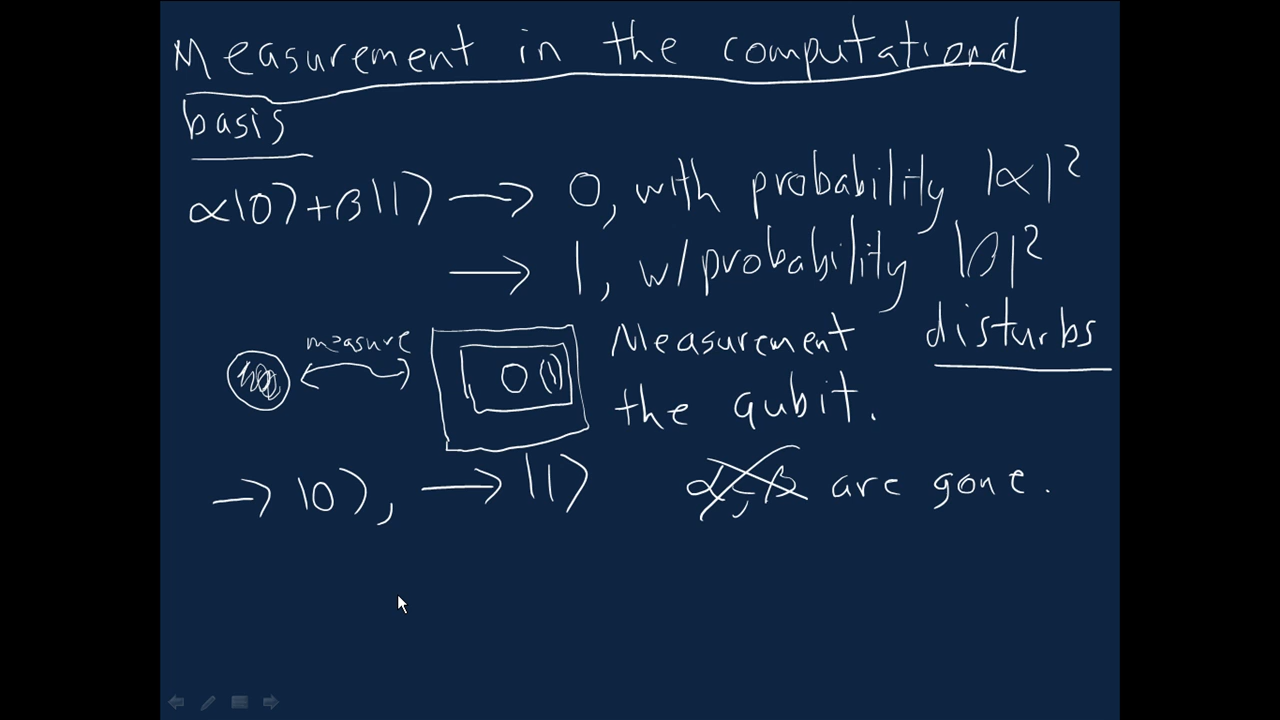 Measurement in the computational
basis
α|0⟩+β|1⟩ → 0, with probability |α|²
→ 1, w/probability |β|²
measure
0 (1)
Measurement disturbs
the qubit.
→ |0⟩, → |1⟩
α, β are gone.